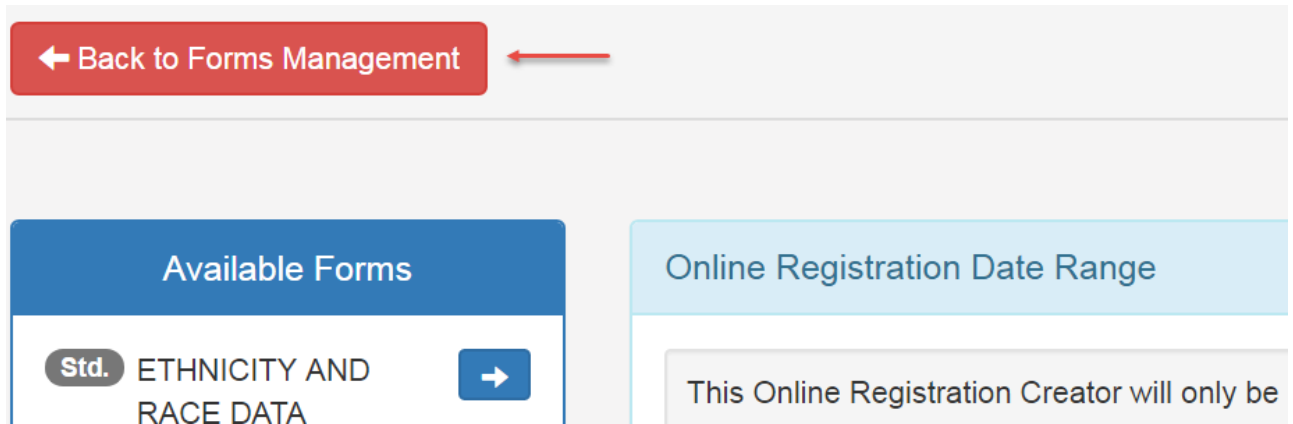 Back to Forms Management
Available Forms
Online Registration Date Range
Std. ETHNICITY AND
RACE DATA
This Online Registration Creator will only be